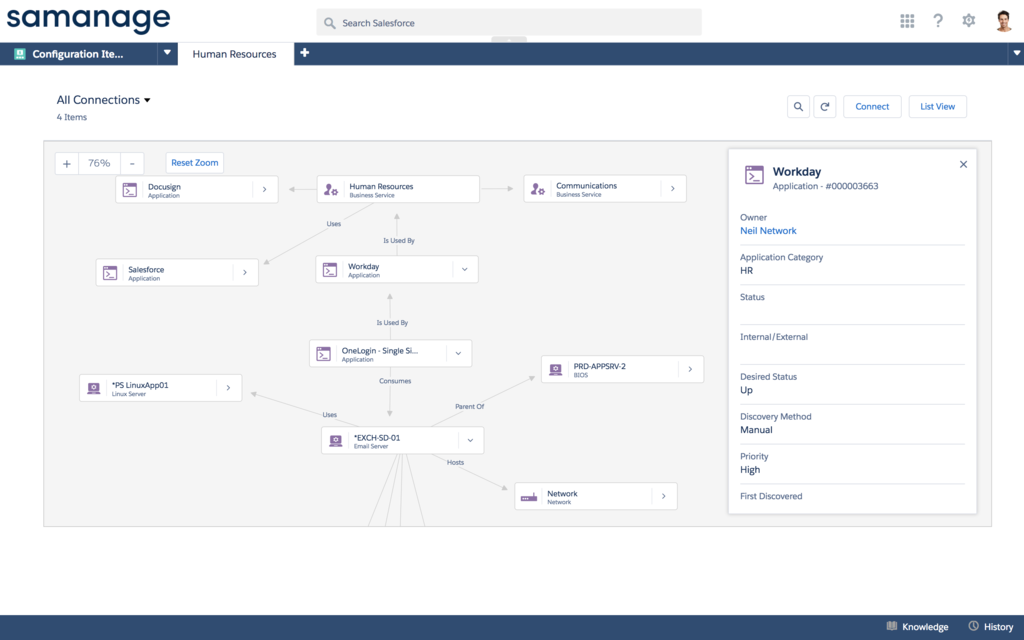 samanage
Search Salesforce
Configuration Ite...
Human Resources
All Connections
4 Items
Connect
List View
+
76%
-
Reset Zoom
Docusign
Application
Human Resources
Business Service
Communications
Business Service
Uses
Is Used By
Salesforce
Application
Workday
Application
Is Used By
OneLogin - Single Si...
Application
Consumes
PRD-APPSRV-2
BIOS
*PS LinuxApp01
Linux Server
Parent Of
Uses
*EXCH-SD-01
Email Server
Hosts
Network
Network
Workday
Application - #000003663
Owner
Neil Network
Application Category
HR
Status
Internal/External
Desired Status
Up
Discovery Method
Manual
Priority
High
First Discovered
Knowledge
History